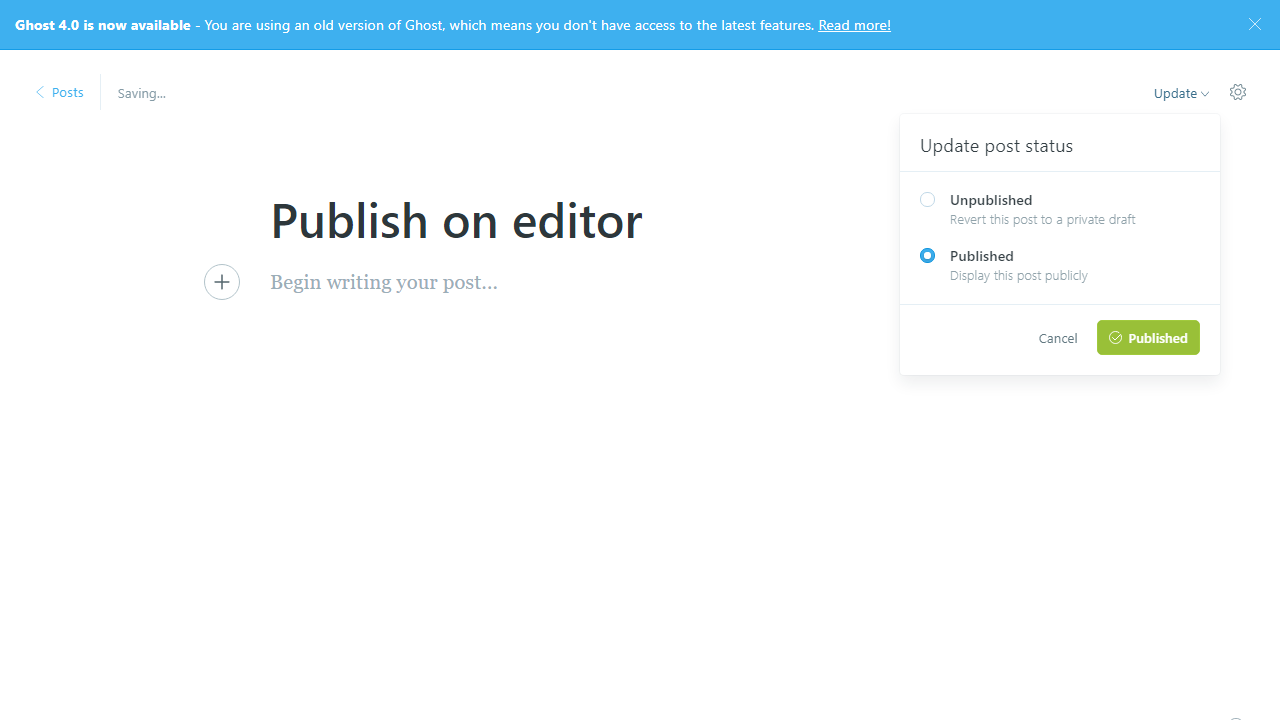 Ghost 4.0 is now available - You are using an old version of Ghost, which means you don't have access to the latest features. Read more!
Posts
Saving...
Update
Update post status
Unpublished
Revert this post to a private draft
Published
Display this post publicly
Cancel
Published
Publish on editor
Begin writing your post...